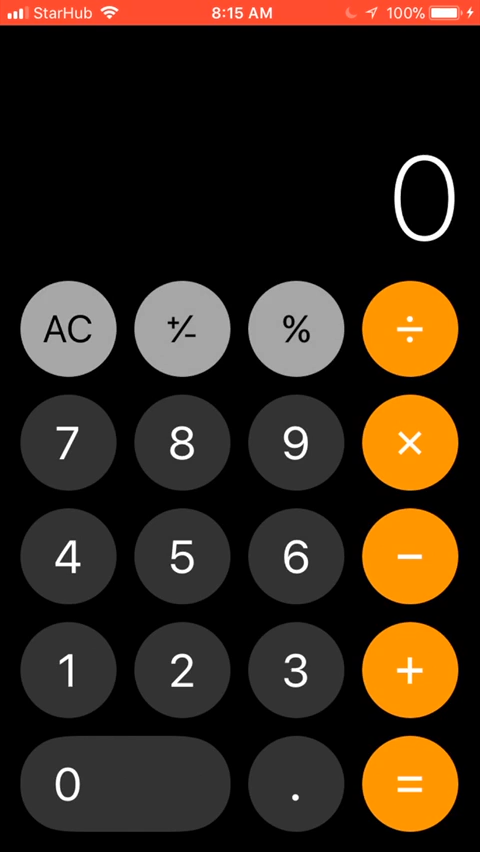 StarHub 8:15 AM 100%
0
AC +⁄− % ÷
7 8 9 ×
4 5 6 −
1 2 3 +
0 . =